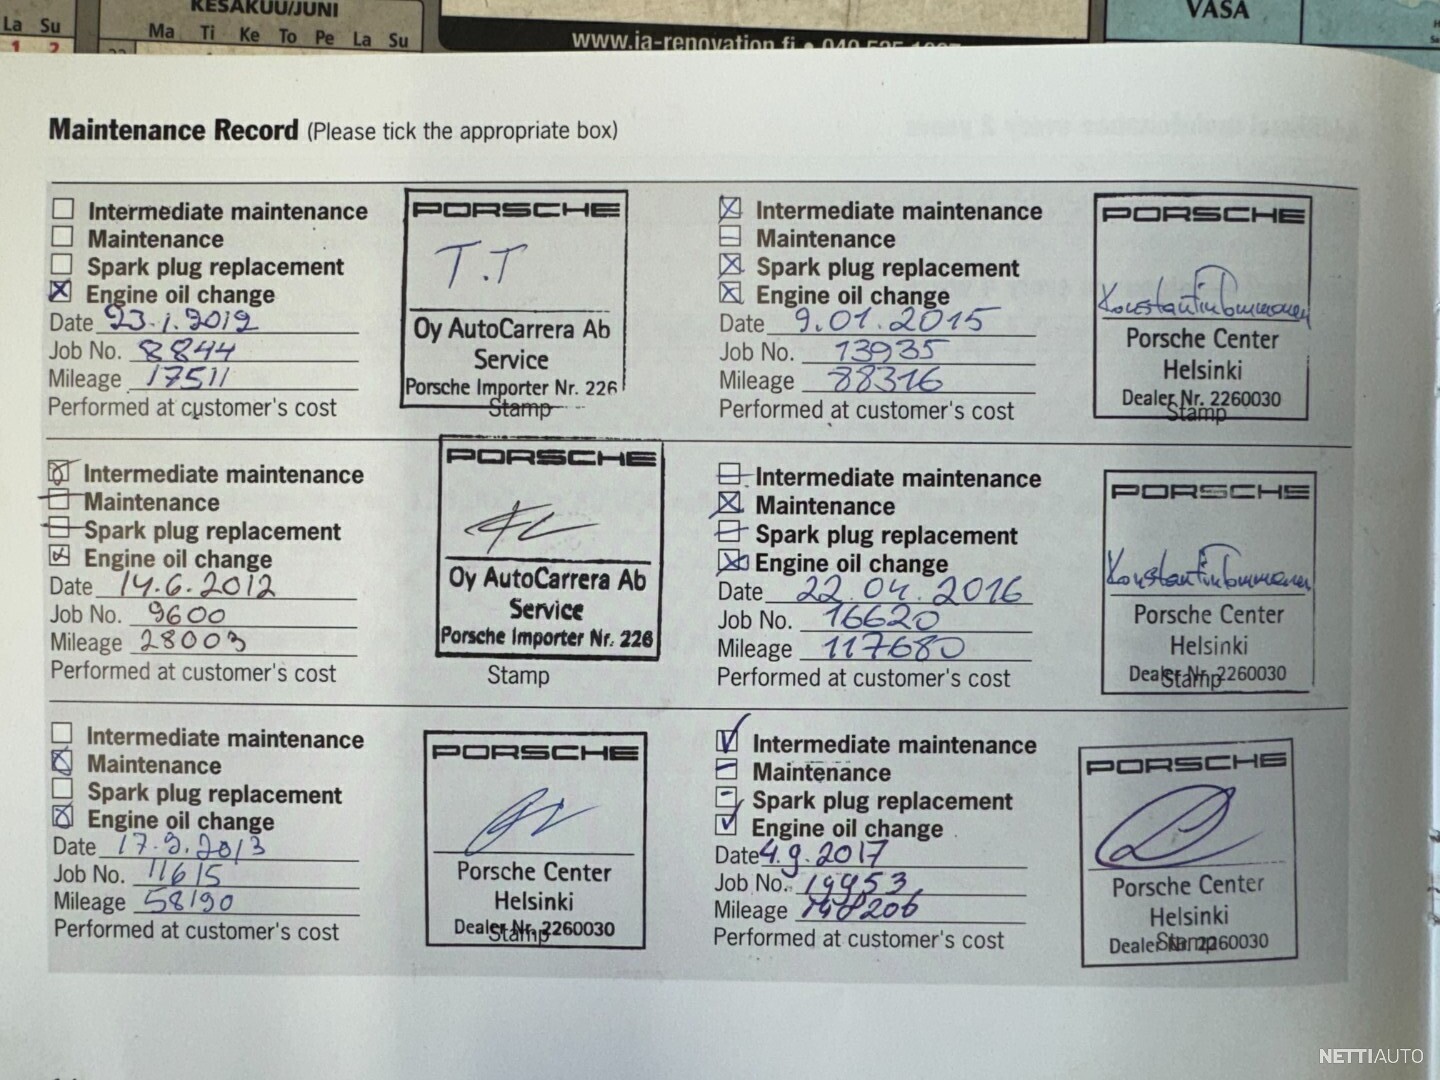 La Su
1 2
KESÄKUU/JUNI
Ma Ti Ke To Pe La Su
www.ja-renovation.fi •
VASA
Maintenance Record (Please tick the appropriate box)
Intermediate maintenance
Maintenance
Spark plug replacement
Engine oil change
Date 23.1.2012
Job No. 8844
Mileage 17511
Performed at customer's cost
PORSCHE
T.T
Oy AutoCarrera Ab
Service
Porsche Importer Nr. 226
Stamp
Intermediate maintenance
Maintenance
Spark plug replacement
Engine oil change
Date 14.6.2012
Job No. 9600
Mileage 28003
Performed at customer's cost
PORSCHE
Oy AutoCarrera Ab
Service
Porsche Importer Nr. 226
Stamp
Intermediate maintenance
Maintenance
Spark plug replacement
Engine oil change
Date 17.9.2013
Job No. 11615
Mileage 58190
Performed at customer's cost
PORSCHE
Porsche Center
Helsinki
Dealer Nr. 2260030
Stamp
Intermediate maintenance
Maintenance
Spark plug replacement
Engine oil change
Date 9.01.2015
Job No. 13935
Mileage 88316
Performed at customer's cost
PORSCHE
Porsche Center
Helsinki
Dealer Nr. 2260030
Stamp
Intermediate maintenance
Maintenance
Spark plug replacement
Engine oil change
Date 22.04.2016
Job No. 16620
Mileage 117680
Performed at customer's cost
PORSCHE
Porsche Center
Helsinki
Dealer Nr. 2260030
Stamp
Intermediate maintenance
Maintenance
Spark plug replacement
Engine oil change
Date 4.9.2017
Job No. 19953
Mileage 148206
Performed at customer's cost
PORSCHE
Porsche Center
Helsinki
Dealer Nr. 2260030
Stamp
NETTIAUTO